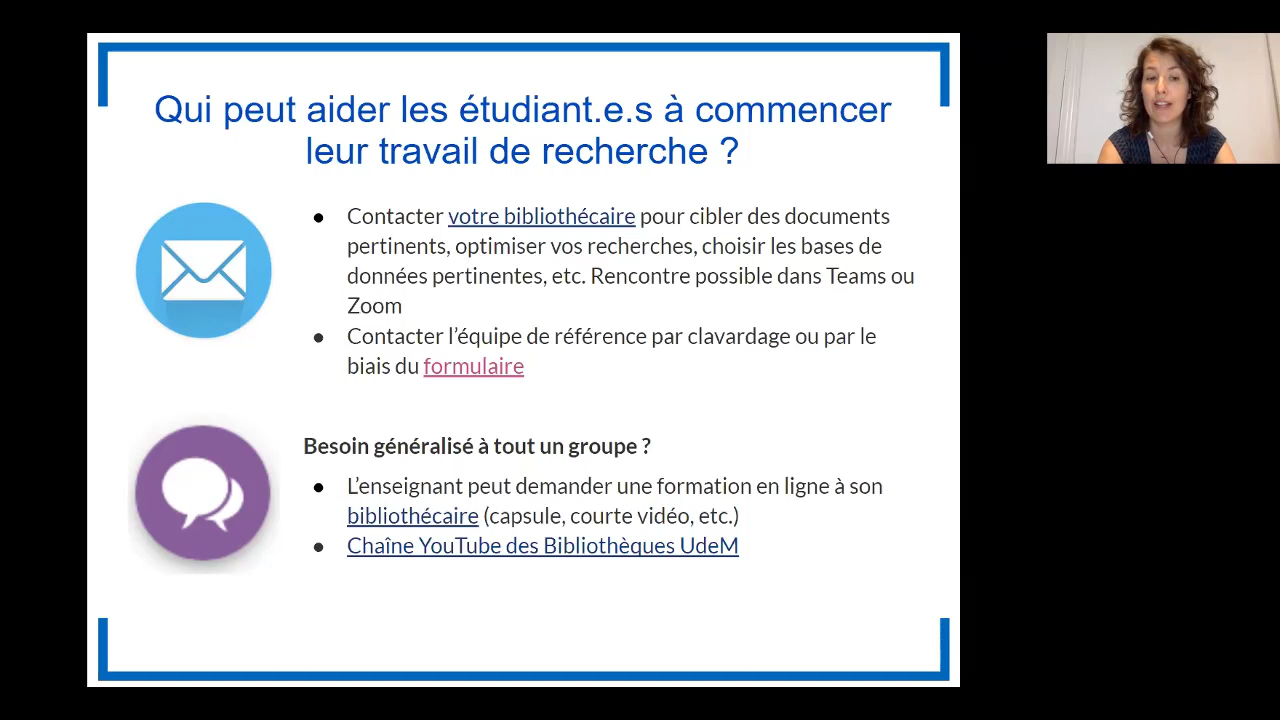 Qui peut aider les étudiant.e.s à commencer
leur travail de recherche ?
● Contacter votre bibliothécaire pour cibler des documents
pertinents, optimiser vos recherches, choisir les bases de
données pertinentes, etc. Rencontre possible dans Teams ou
Zoom
● Contacter l’équipe de référence par clavardage ou par le
biais du formulaire
Besoin généralisé à tout un groupe ?
● L’enseignant peut demander une formation en ligne à son
bibliothécaire (capsule, courte vidéo, etc.)
● Chaîne YouTube des Bibliothèques UdeM